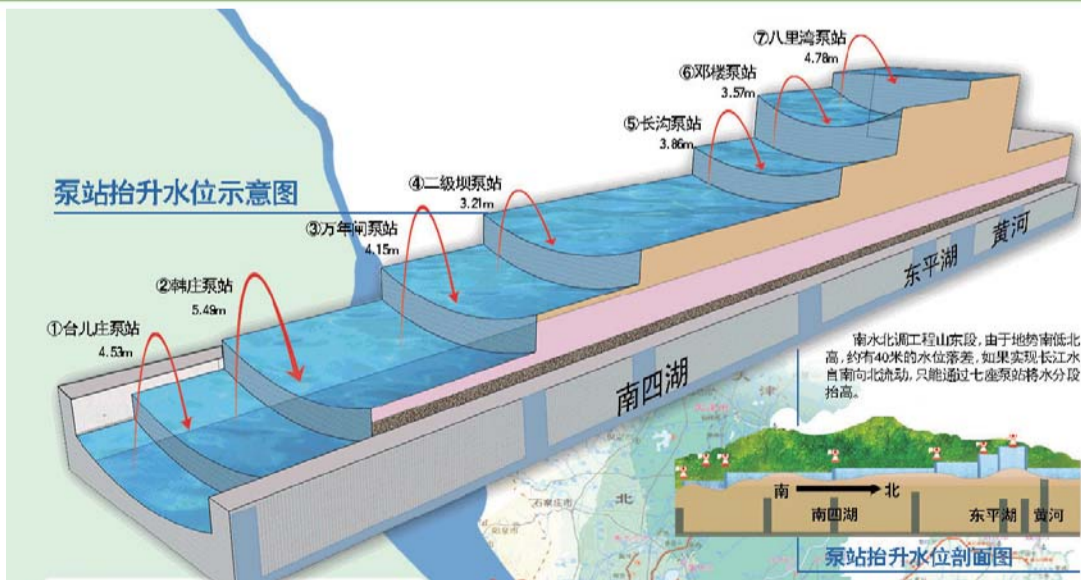 ⑦八里湾泵站
4.78m
⑥邓楼泵站
3.57m
⑤长沟泵站
3.86m
泵站抬升水位示意图
④二级坝泵站
3.21m
③万年闸泵站
4.15m
②韩庄泵站
5.49m
①台儿庄泵站
4.53m
南四湖
东平湖
黄河
南水北调工程山东段，由于地势南低北
高，约有40米的水位落差，如果实现长江水
自南向北流动，只能通过七座泵站将水分段
抬高。
南
北
南四湖
东平湖
黄河
泵站抬升水位剖面图
天津
石家庄市
北